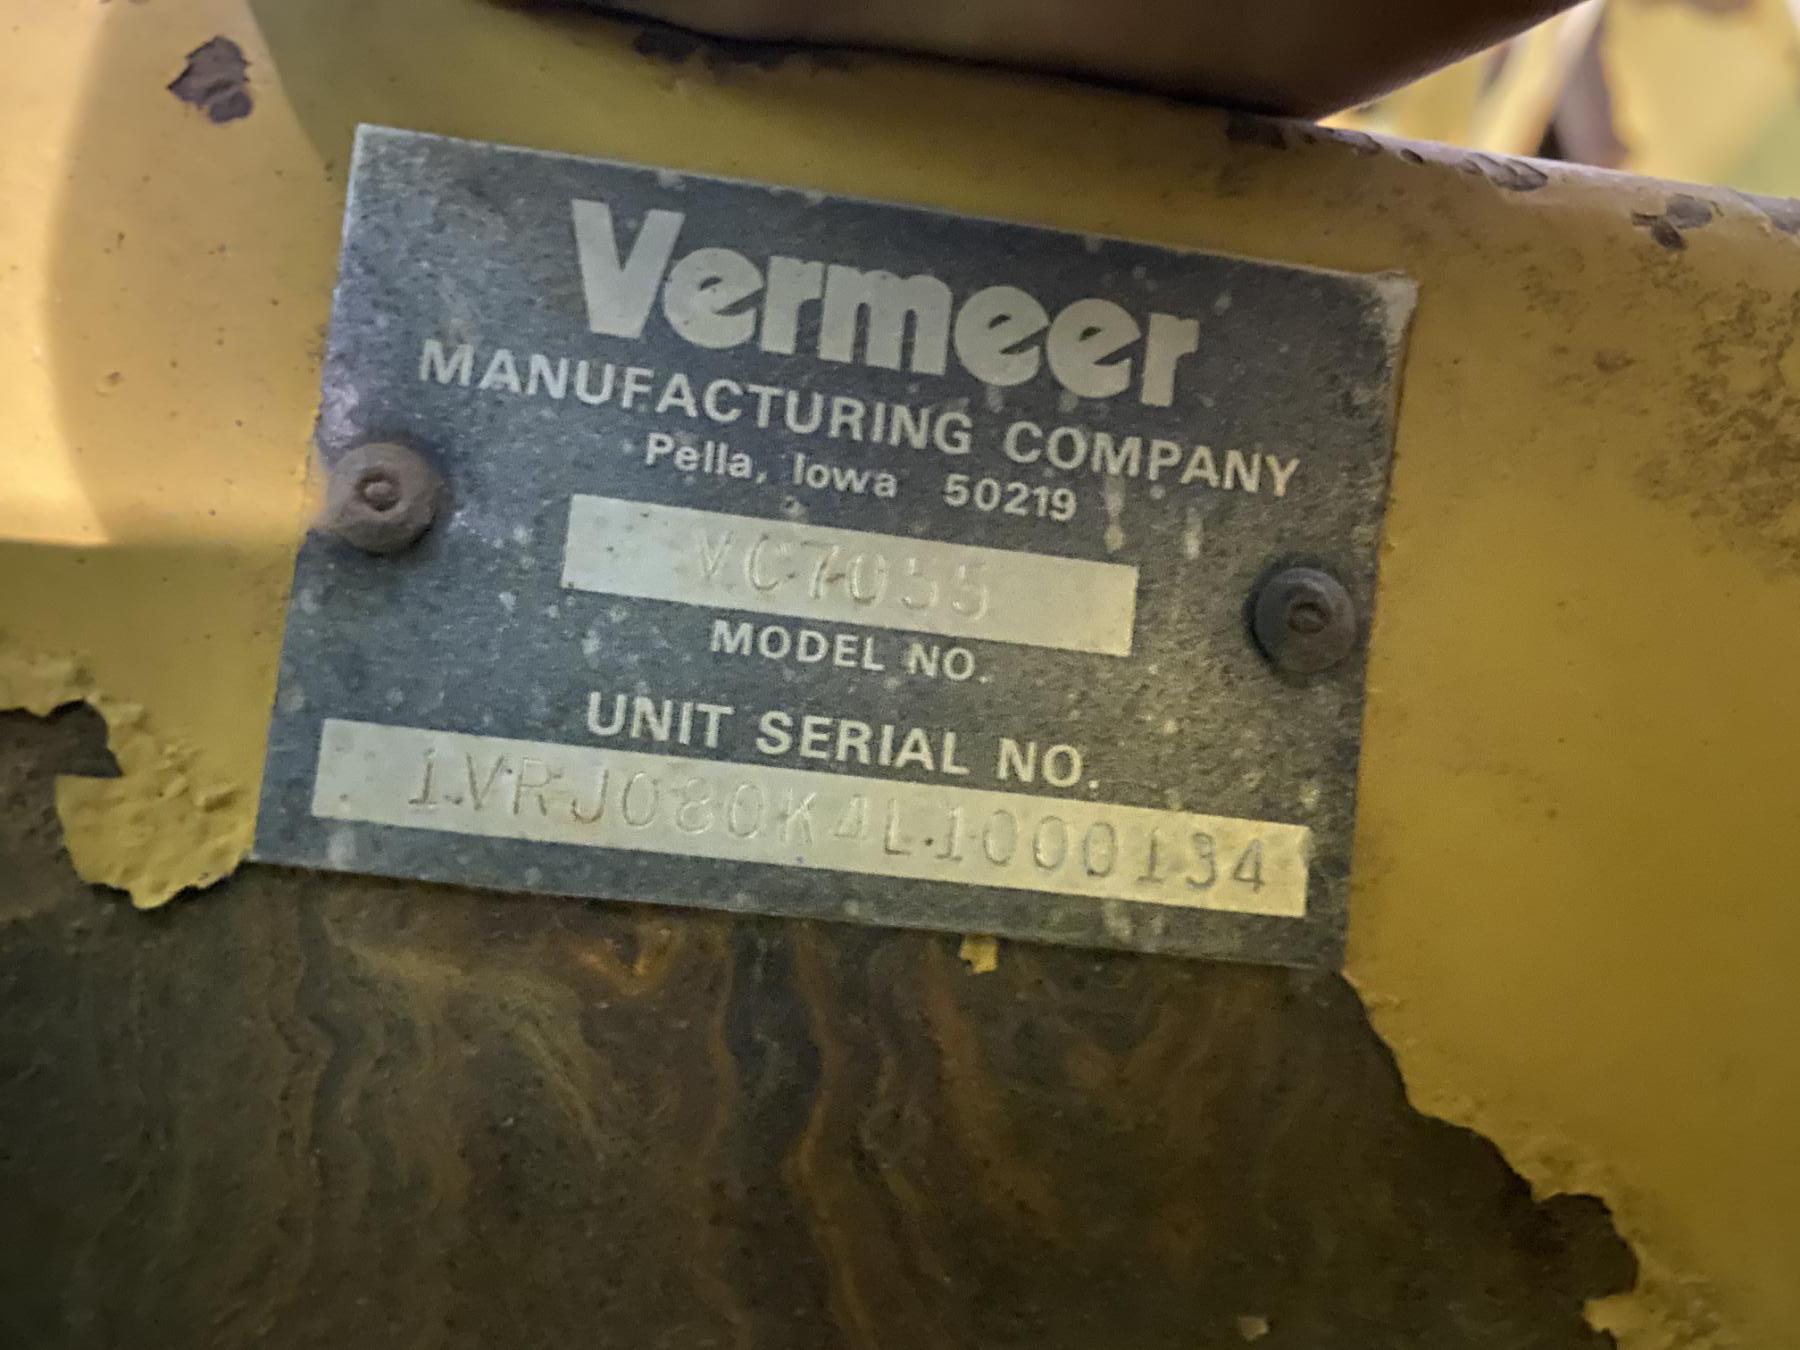 Vermeer
MANUFACTURING COMPANY
Pella, Iowa 50219
VC7055
MODEL NO.
UNIT SERIAL NO.
1VRJ080K4L1000134